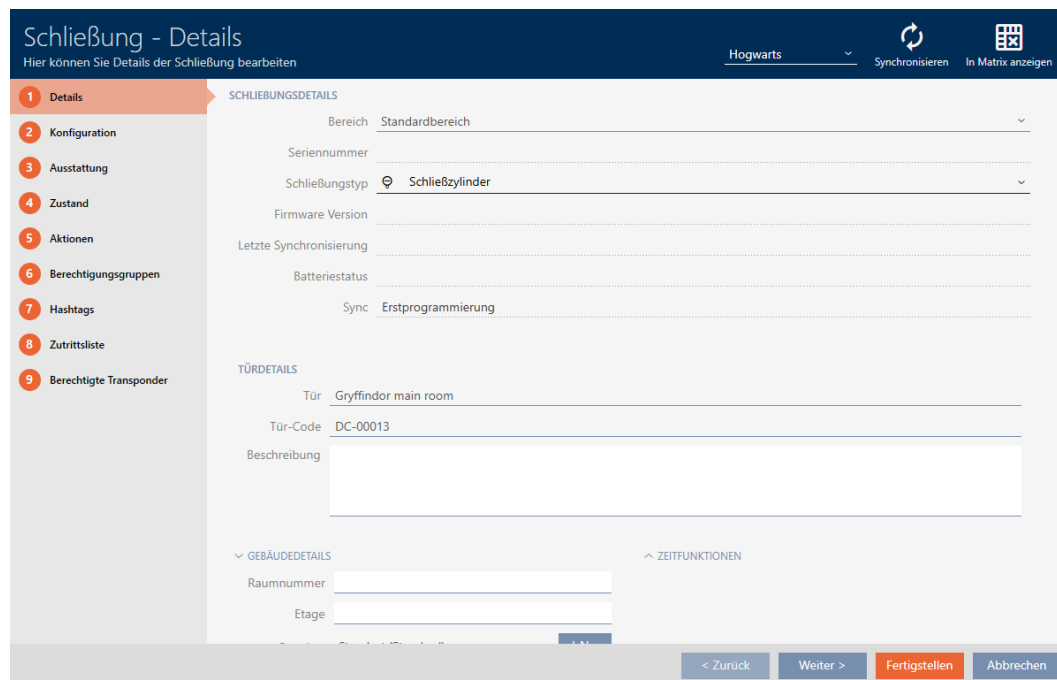 Schließung - Details
Hier können Sie Details der Schließung bearbeiten
Hogwarts
Synchronisieren
In Matrix anzeigen
1 Details
2 Konfiguration
3 Ausstattung
4 Zustand
5 Aktionen
6 Berechtigungsgruppen
7 Hashtags
8 Zutrittsliste
9 Berechtigte Transponder
SCHLIEßUNGSDETAILS
Bereich Standardbereich
Seriennummer
Schließungstyp Schließzylinder
Firmware Version
Letzte Synchronisierung
Batteriestatus
Sync Erstprogrammierung
TÜRDETAILS
Tür Gryffindor main room
Tür-Code DC-00013
Beschreibung
GEBÄUDEDETAILS
Raumnummer
Etage
ZEITFUNKTIONEN
< Zurück
Weiter >
Fertigstellen
Abbrechen